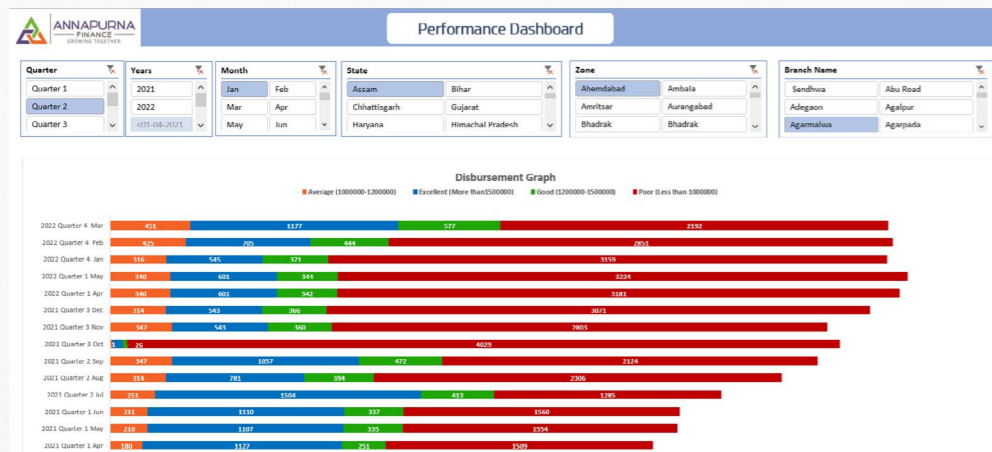 ANNAPURNA
FINANCE
GROWING TOGETHER
Performance Dashboard
Quarter
Quarter 1
Quarter 2
Quarter 3
Years
2021
2022
<01-04-2021
Month
Jan Feb
Mar Apr
May Jun
State
Assam Bihar
Chhattisgarh Gujarat
Haryana Himachal Pradesh
Zone
Ahemdabad Ambala
Amritsar Aurangabad
Bhadrak Bhadrak
Branch Name
Sendhwa Abu Road
Adegaon Agalpur
Agarmalwa Agarpada
Disbursement Graph
Average (1000000-1200000) Excellent (More than1500000) Good (1200000-1500000) Poor (Less than 1000000)
2022 Quarter 4 Mar 451 1177 577 2192
2022 Quarter 4 Feb 425 705 444 2851
2022 Quarter 4 Jan 316 545 371 3159
2022 Quarter 1 May 340 601 344 3224
2022 Quarter 1 Apr 340 601 342 3181
2021 Quarter 3 Dec 314 543 366 3071
2021 Quarter 3 Nov 347 543 360 2803
2021 Quarter 3 Oct 1 26 4029
2021 Quarter 2 Sep 347 1057 472 2124
2021 Quarter 2 Aug 314 781 394 2306
2021 Quarter 2 Jul 251 1504 413 1285
2021 Quarter 1 Jun 211 1110 337 1560
2021 Quarter 1 May 210 1107 335 1554
2021 Quarter 1 Apr 180 1127 251 1509